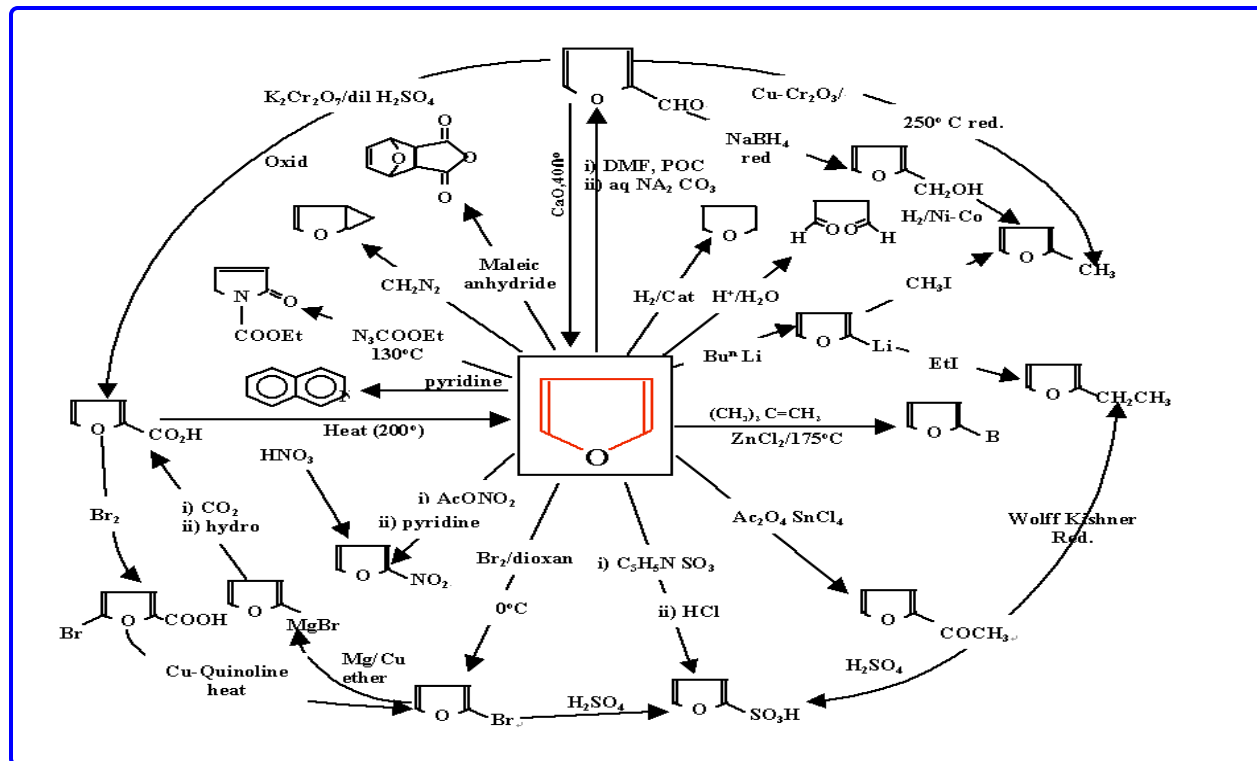 O
CHO
K₂Cr₂O₇/dil H₂SO₄
Cu-Cr₂O₃/
250° C red.
Oxid
NaBH₄
red
CaO,400°
i) DMF, POC
ii) aq NA₂ CO₃
O
O
O
O
O
CH₂OH
H₂/Ni-Co
O
O
O
O
H
H
O
CH₃
CH₂N₂
Maleic
anhydride
H₂/Cat
H⁺/H₂O
CH₃I
N
O
COOEt
N₃COOEt
130°C
Buⁿ Li
O
Li
EtI
pyridine
O
CH₂CH₃
O
CO₂H
Heat (200°)
O
(CH₃)₂ C=CH₂
ZnCl₂/175°C
O
B
HNO₃
i) AcONO₂
ii) pyridine
Br₂
i) CO₂
ii) hydro
O
NO₂
Br₂/dioxan
0°C
i) C₅H₅N SO₃
ii) HCl
Ac₂O₄ SnCl₄
Wolff Kishner
Red.
Br
O
COOH
O
MgBr
O
COCH₃
Cu-Quinoline
heat
Mg/Cu
ether
H₂SO₄
O
Br
H₂SO₄
O
SO₃H